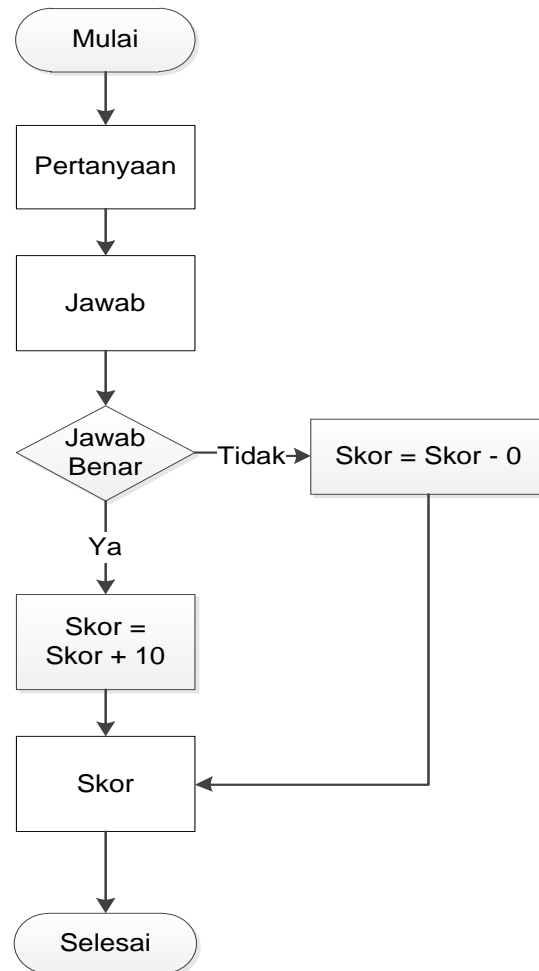 Mulai
Pertanyaan
Jawab
Jawab
Benar
Tidak
Skor = Skor - 0
Ya
Skor =
Skor + 10
Skor
Selesai